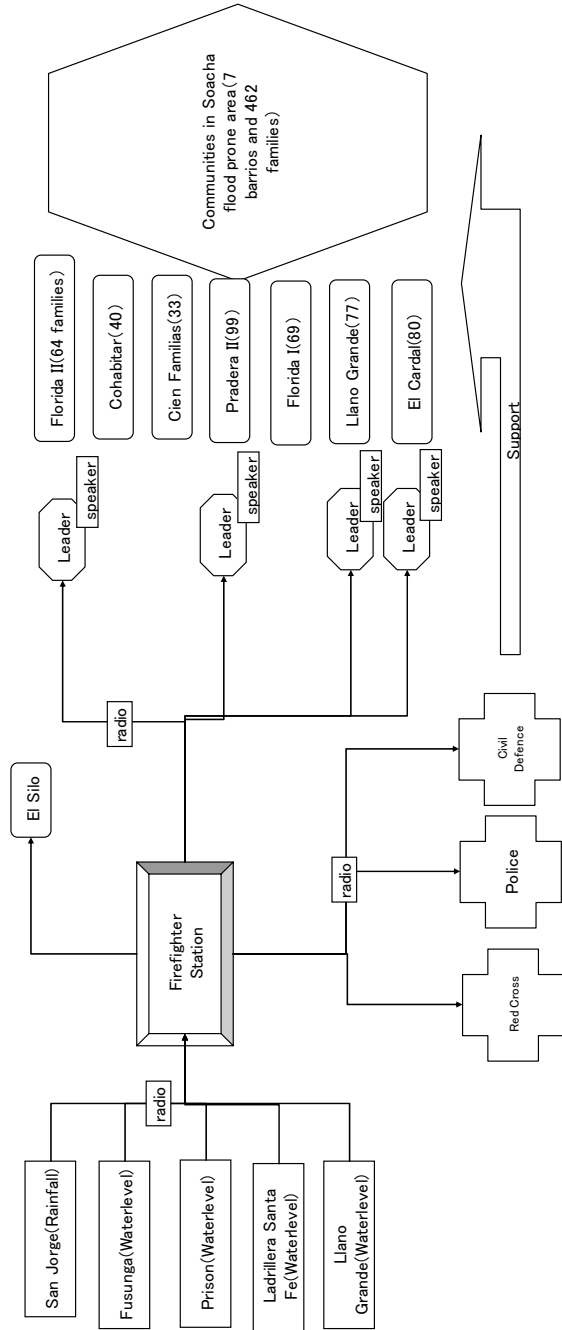 San Jorge(Rainfall)
Fusunga(Waterlevel)
Prison(Waterlevel)
Ladrillera Santa
Fe(Waterlevel)
Llano
Grande(Waterlevel)
radio
Firefighter
Station
El Silo
radio
radio
Red Cross
Police
Civil
Defence
Leader
speaker
Leader
speaker
Leader
speaker
Leader
speaker
Florida II(64 families)
Cohabitar(40)
Cien Familias(33)
Pradera II(99)
Florida I(69)
Llano Grande(77)
El Cardal(80)
Support
Communities in Soacha
flood prone area(7
barrios and 462
families)